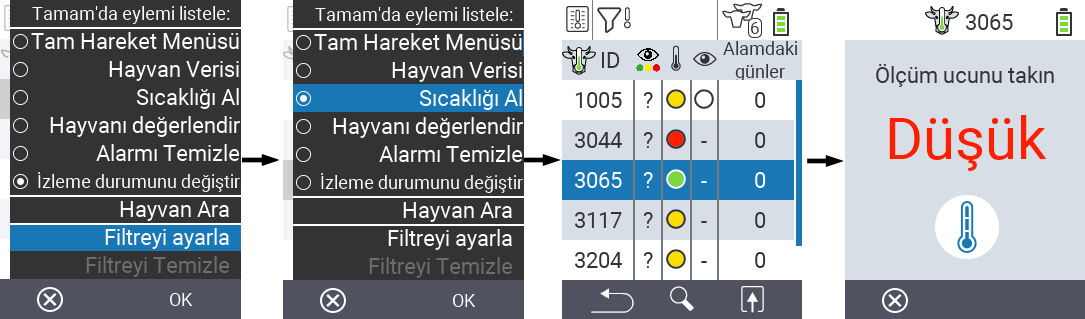 Tamam'da eylemi listele:
Tam Hareket Menüsü
Hayvan Verisi
Sıcaklığı Al
Hayvanı değerlendir
Alarmı Temizle
İzleme durumunu değiştir
Hayvan Ara
Filtreyi ayarla
Filtreyi Temizle
OK
Tamam'da eylemi listele:
Tam Hareket Menüsü
Hayvan Verisi
Sıcaklığı Al
Hayvanı değerlendir
Alarmı Temizle
İzleme durumunu değiştir
Hayvan Ara
Filtreyi ayarla
Filtreyi Temizle
OK
6
ID Alamdaki günler
1005 ? 0
3044 ? - 0
3065 ? - 0
3117 ? - 0
3204 ? - 0
3065
Ölçüm ucunu takın
Düşük